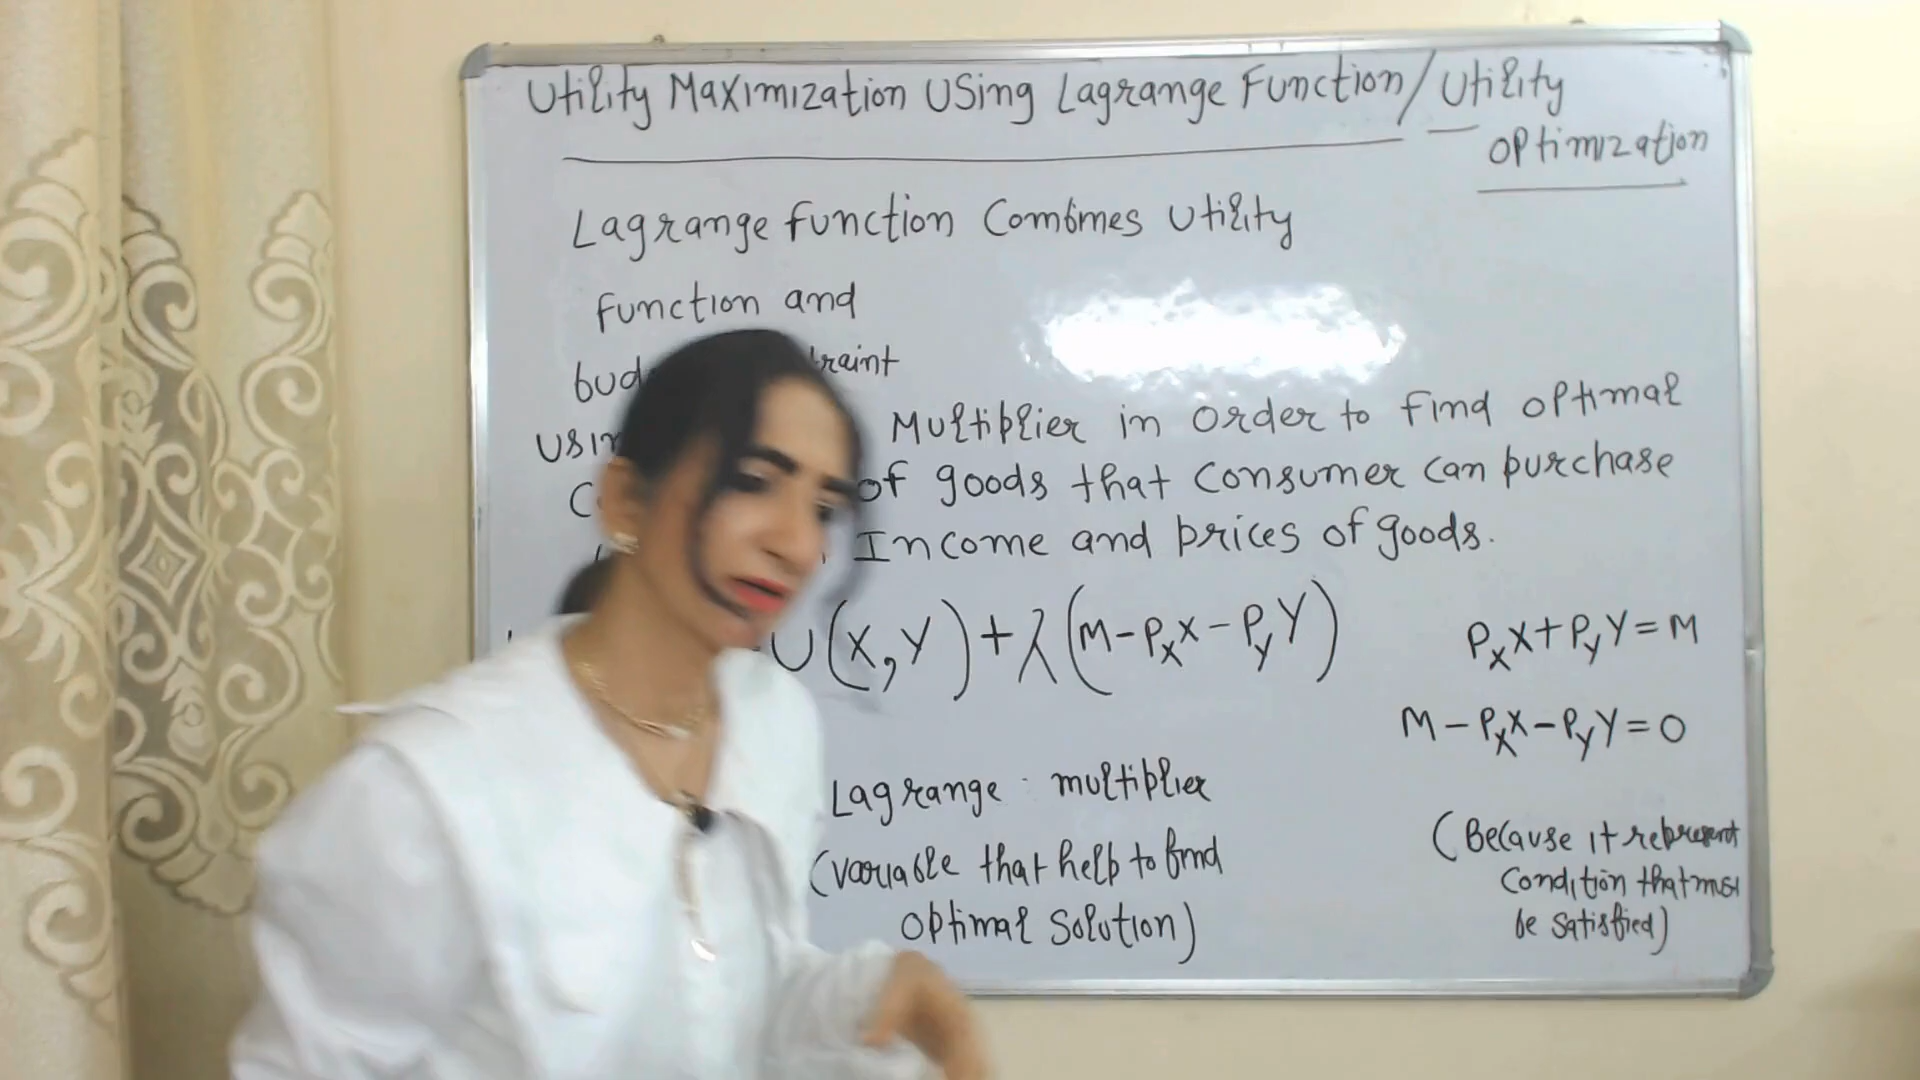 Utility Maximization Using Lagrange Function/Utility
Optimization
Lagrange function Combines Utility
function and
Multiplier in order to find optimal
of goods that Consumer Can purchase
Income and prices of goods.
U(X,Y)+λ(M-PxX-PyY)
PxX+PyY=M
M-PxX-PyY=0
Lagrange multiplier
(variable that help to find
optimal solution)
(Because it represent
Condition that must
be satisfied)